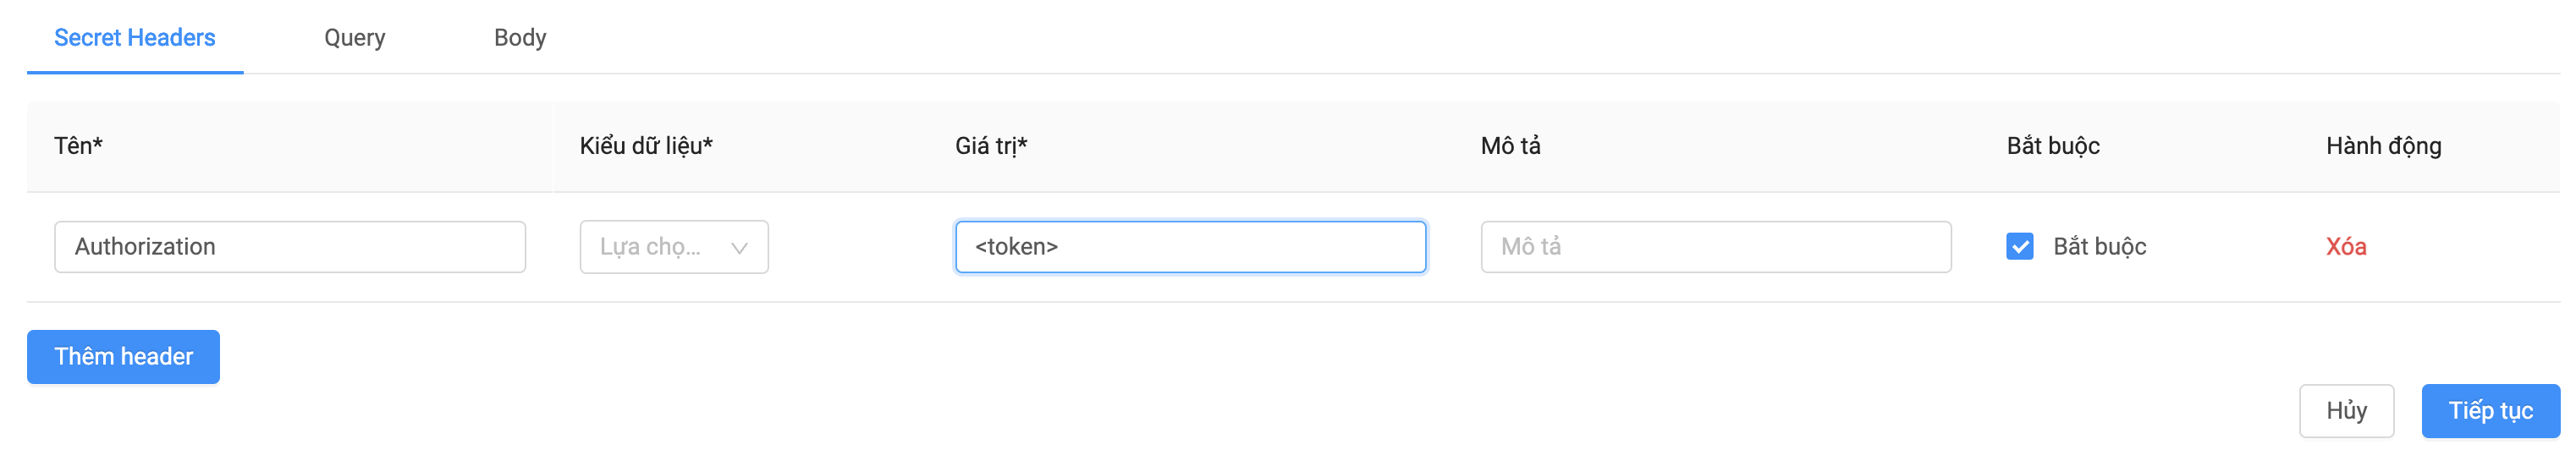 Secret Headers Query Body
Tên* Kiểu dữ liệu* Giá trị* Mô tả Bắt buộc Hành động
Authorization Lựa chọ... <token> Mô tả Bắt buộc Xóa
Thêm header
Hủy Tiếp tục